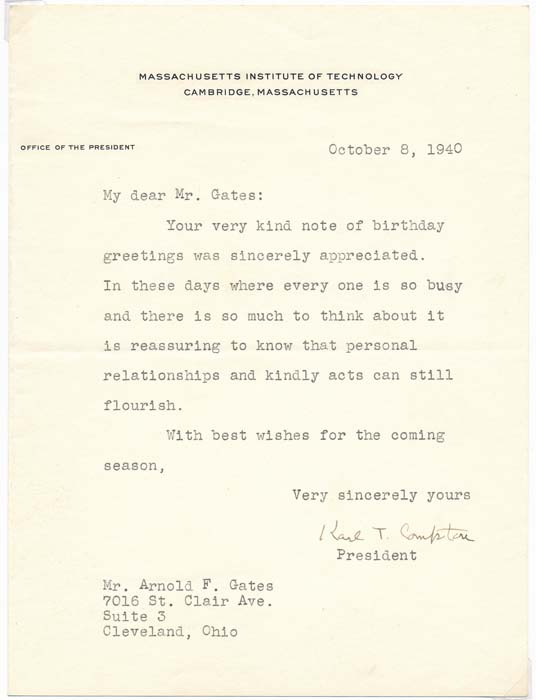 MASSACHUSETTS INSTITUTE OF TECHNOLOGY
CAMBRIDGE, MASSACHUSETTS
OFFICE OF THE PRESIDENT
October 8, 1940
My dear Mr. Gates:
Your very kind note of birthday
greetings was sincerely appreciated.
In these days where every one is so busy
and there is so much to think about it
is reassuring to know that personal
relationships and kindly acts can still
flourish.
With best wishes for the coming
season,
Very sincerely yours
Karl T. Compton
President
Mr. Arnold F. Gates
7016 St. Clair Ave.
Suite 3
Cleveland, Ohio